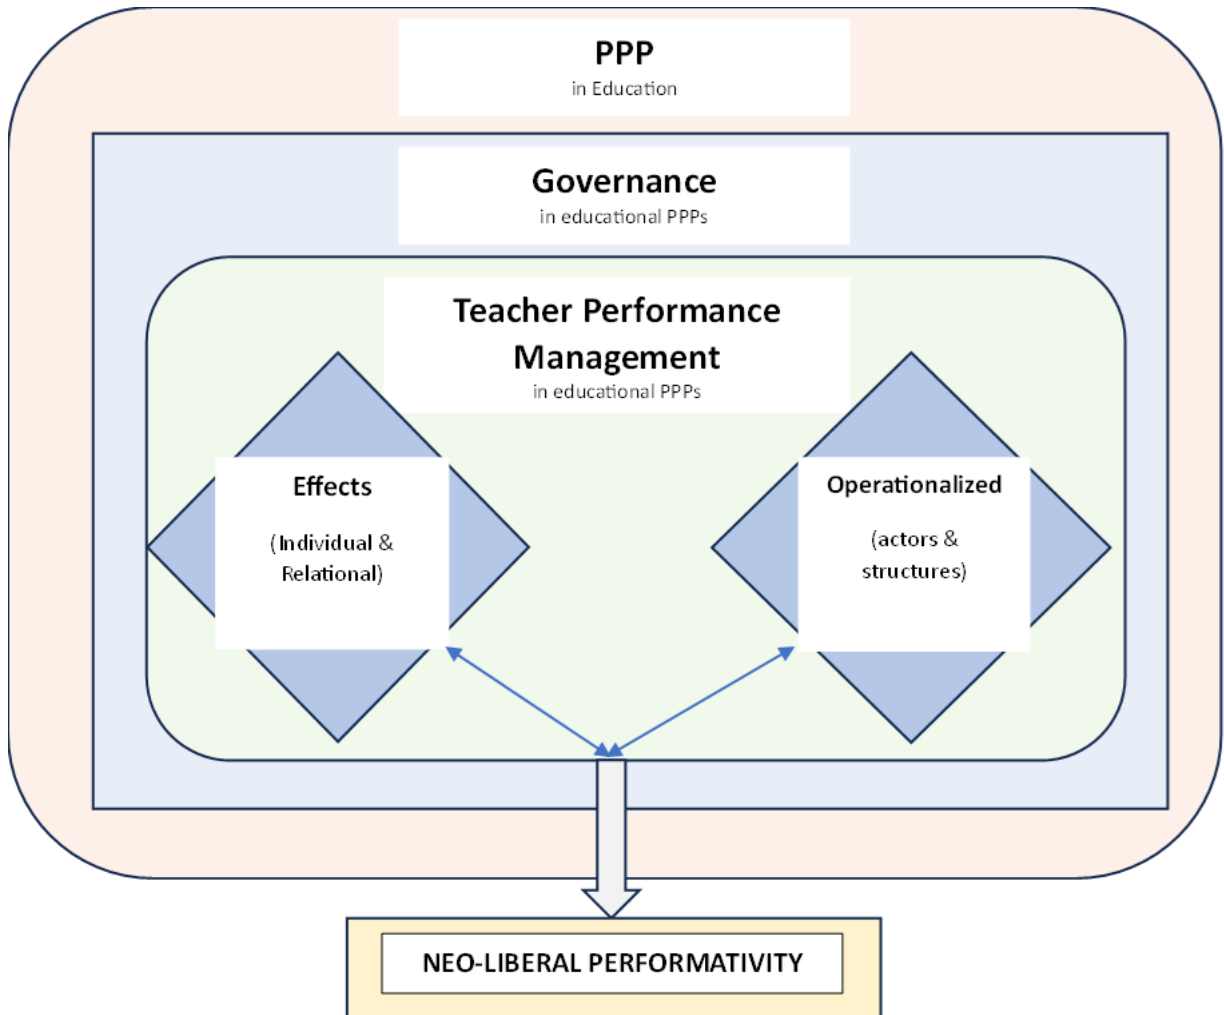 PPP
in Education
Governance
in educational PPPs
Teacher Performance
Management
in educational PPPs
Effects
(Individual &
Relational)
Operationalized
(actors &
structures)
NEO-LIBERAL PERFORMATIVITY